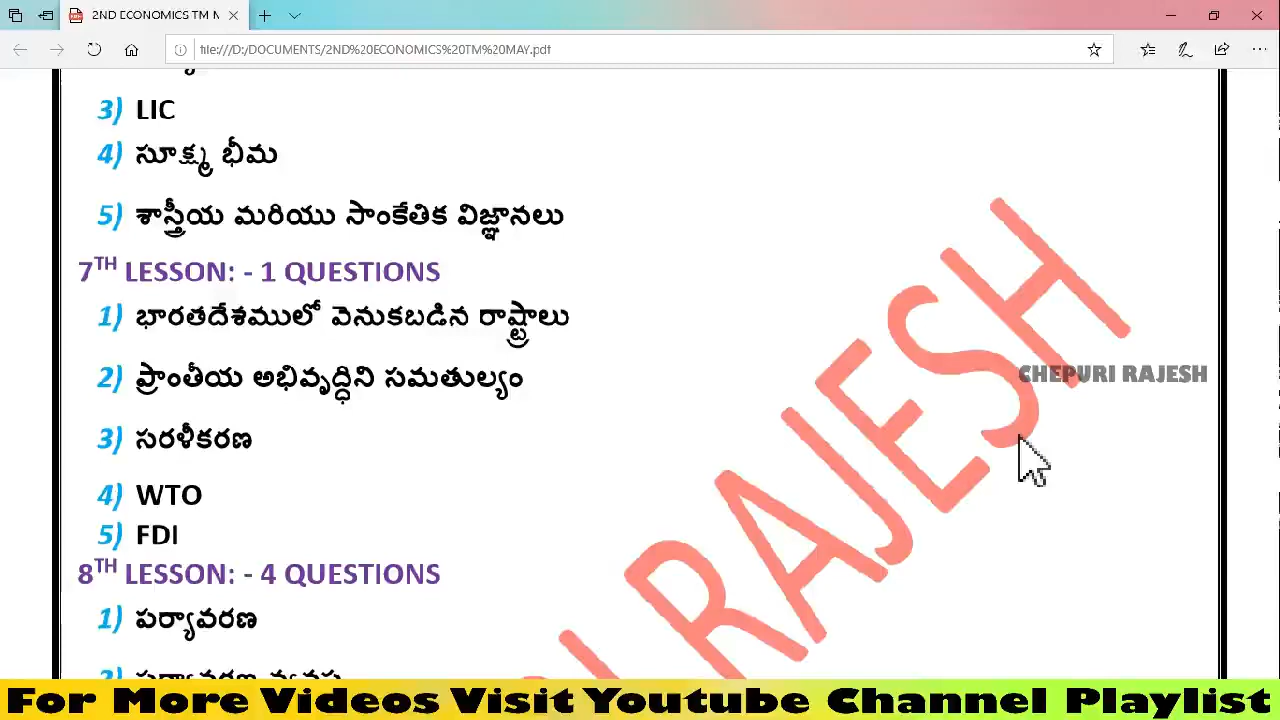 2ND ECONOMICS TM M
file:///D:/DOCUMENTS/2ND%20ECONOMICS%20TM%20MAY.pdf
3) LIC
4) సూక్ష్మ భీమ
5) శాస్త్రీయ మరియు సాంకేతిక విజ్ఞానలు
7TH LESSON: - 1 QUESTIONS
1) భారతదేశములో వెనుకబడిన రాష్ట్రాలు
2) ప్రాంతీయ అభివృద్ధిని సమతుల్యం
CHEPURI RAJESH
3) సరళీకరణ
4) WTO
5) FDI
8TH LESSON: - 4 QUESTIONS
1) పర్యావరణ
RAJESH
For More Videos Visit Youtube Channel Playlist